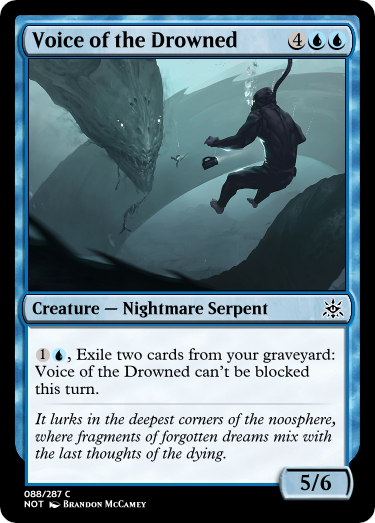 Voice of the Drowned 4
Creature — Nightmare Serpent
1, Exile two cards from your graveyard:
Voice of the Drowned can't be blocked
this turn.
It lurks in the deepest corners of the noosphere,
where fragments of forgotten dreams mix with
the last thoughts of the dying.
5/6
088/287 C
NOT Brandon McCamey